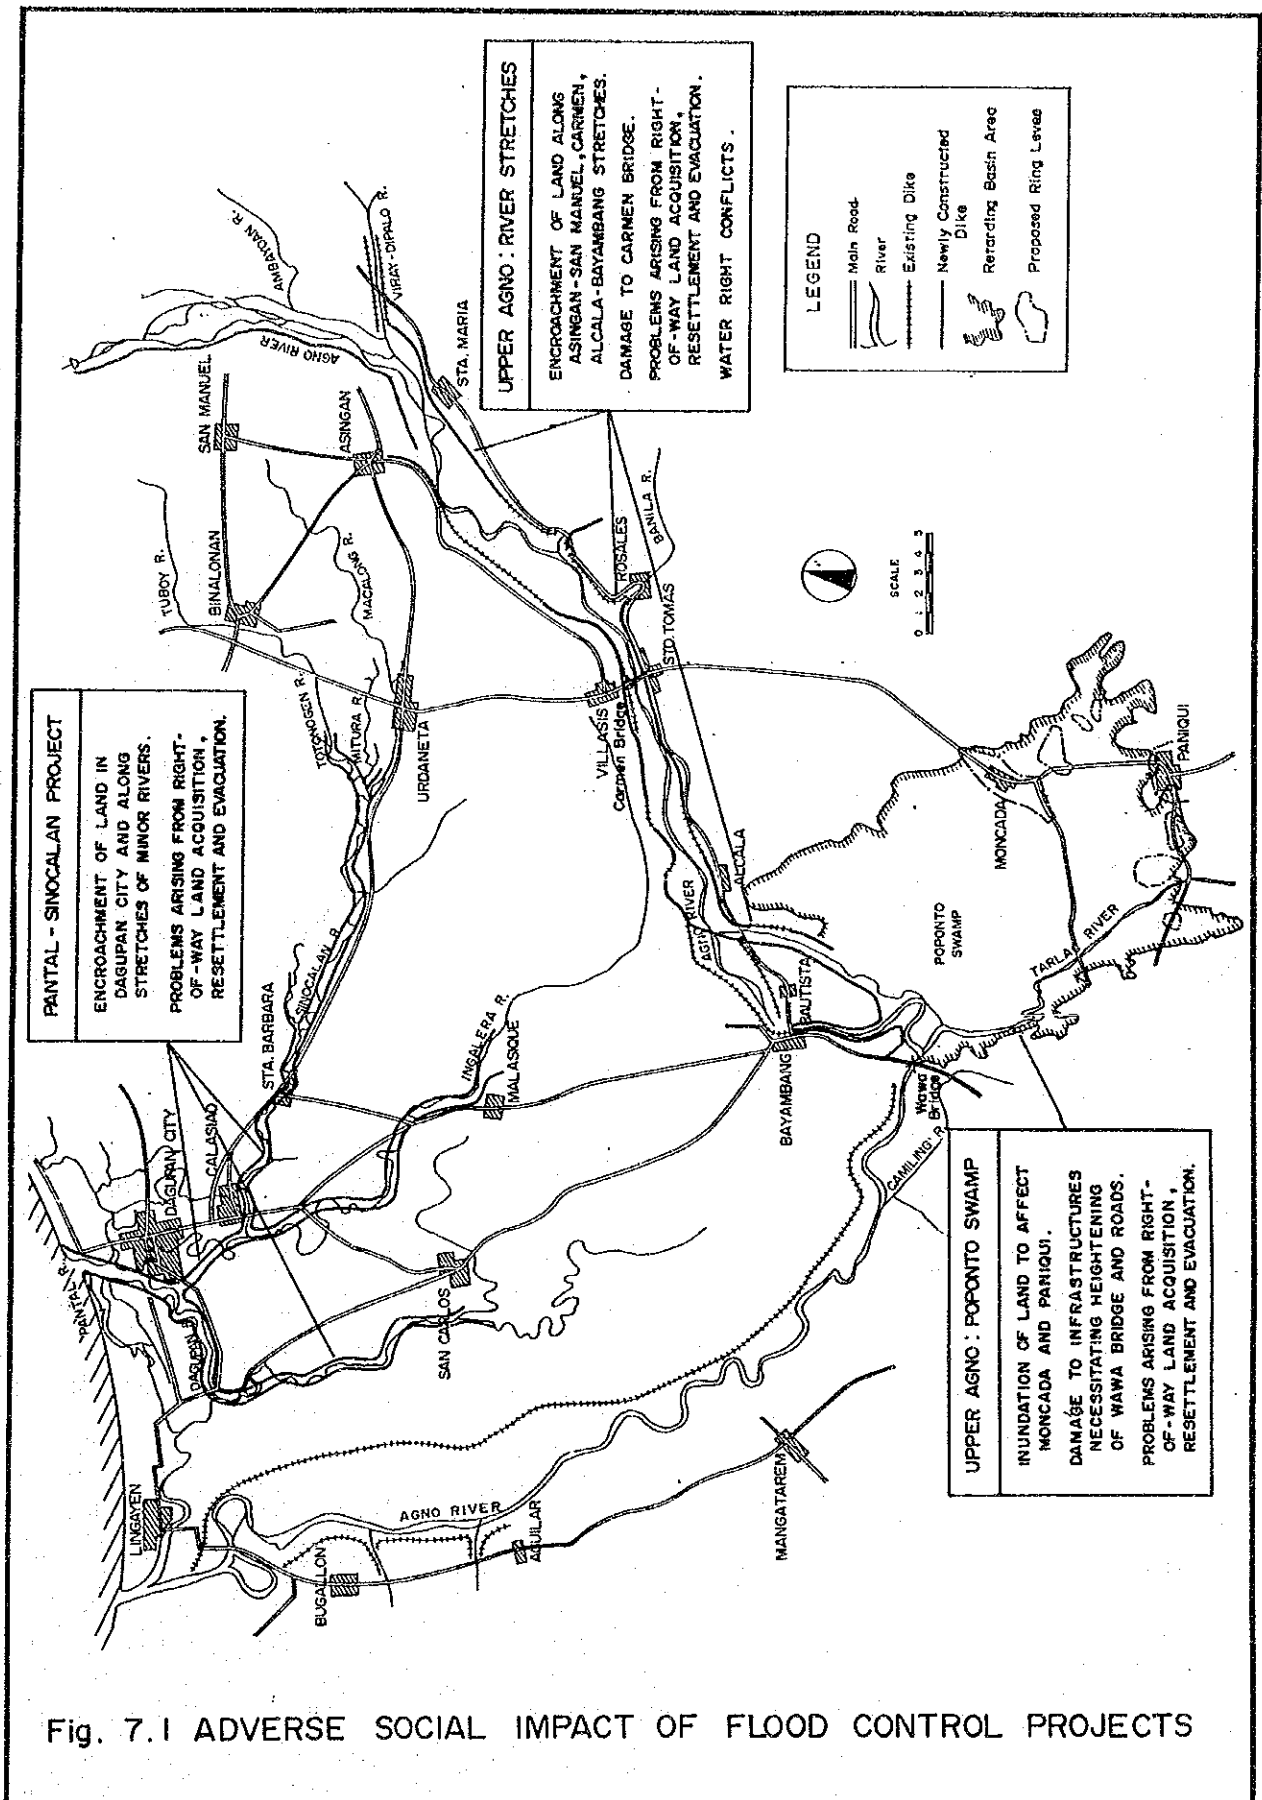 PANTAL - SINOCALAN PROJECT
ENCROACHMENT OF LAND IN
DAGUPAN CITY AND ALONG
STRETCHES OF MINOR RIVERS.
PROBLEMS ARISING FROM RIGHT-
OF-WAY LAND ACQUISITION,
RESETTLEMENT AND EVACUATION.
UPPER AGNO : RIVER STRETCHES
ENCROACHMENT OF LAND ALONG
ASINGAN-SAN MANUEL, CARMEN,
ALCALA-BAYAMBANG STRETCHES.
DAMAGE TO CARMEN BRIDGE.
PROBLEMS ARISING FROM RIGHT-
OF-WAY LAND ACQUISITION,
RESETTLEMENT AND EVACUATION.
WATER RIGHT CONFLICTS.
LEGEND
Main Road
River
Existing Dike
Newly Constructed
Dike
Retarding Basin Area
Proposed Ring Levee
UPPER AGNO : POPONTO SWAMP
INUNDATION OF LAND TO AFFECT
MONCADA AND PANIQUI.
DAMAGE TO INFRASTRUCTURES
NECESSITATING HEIGHTENING
OF WAWA BRIDGE AND ROADS.
PROBLEMS ARISING FROM RIGHT-
OF-WAY LAND ACQUISITION,
RESETTLEMENT AND EVACUATION.
SCALE
0 1 2 3 4 5
AMBAYOAN R.
VIRAY-DIPALO R.
AGNO RIVER
SAN MANUEL
ASINGAN
STA. MARIA
TUBOY R.
BINALONAN
MACALONG R.
TOTONOGEN R.
MITURA R.
URDANETA
VILLASIS
Carmen Bridge
ROSALES
BANILA R.
STO. TOMAS
STA. BARBARA
SINOCALAN R.
INGALERA R.
MALASIQUE
ALCALA
AGNO RIVER
BAUTISTA
BAYAMBANG
Wawa
Bridge
CAMILING R.
POPONTO
SWAMP
MONCADA
PANIQUI
TARLAC RIVER
PANTAL R.
DAGUPAN CITY
CALASIAO
DAGUPAN R.
SAN CARLOS
LINGAYEN
AGNO RIVER
BUGALLON
AGUILAR
MANGATAREM
Fig. 7.1 ADVERSE SOCIAL IMPACT OF FLOOD CONTROL PROJECTS